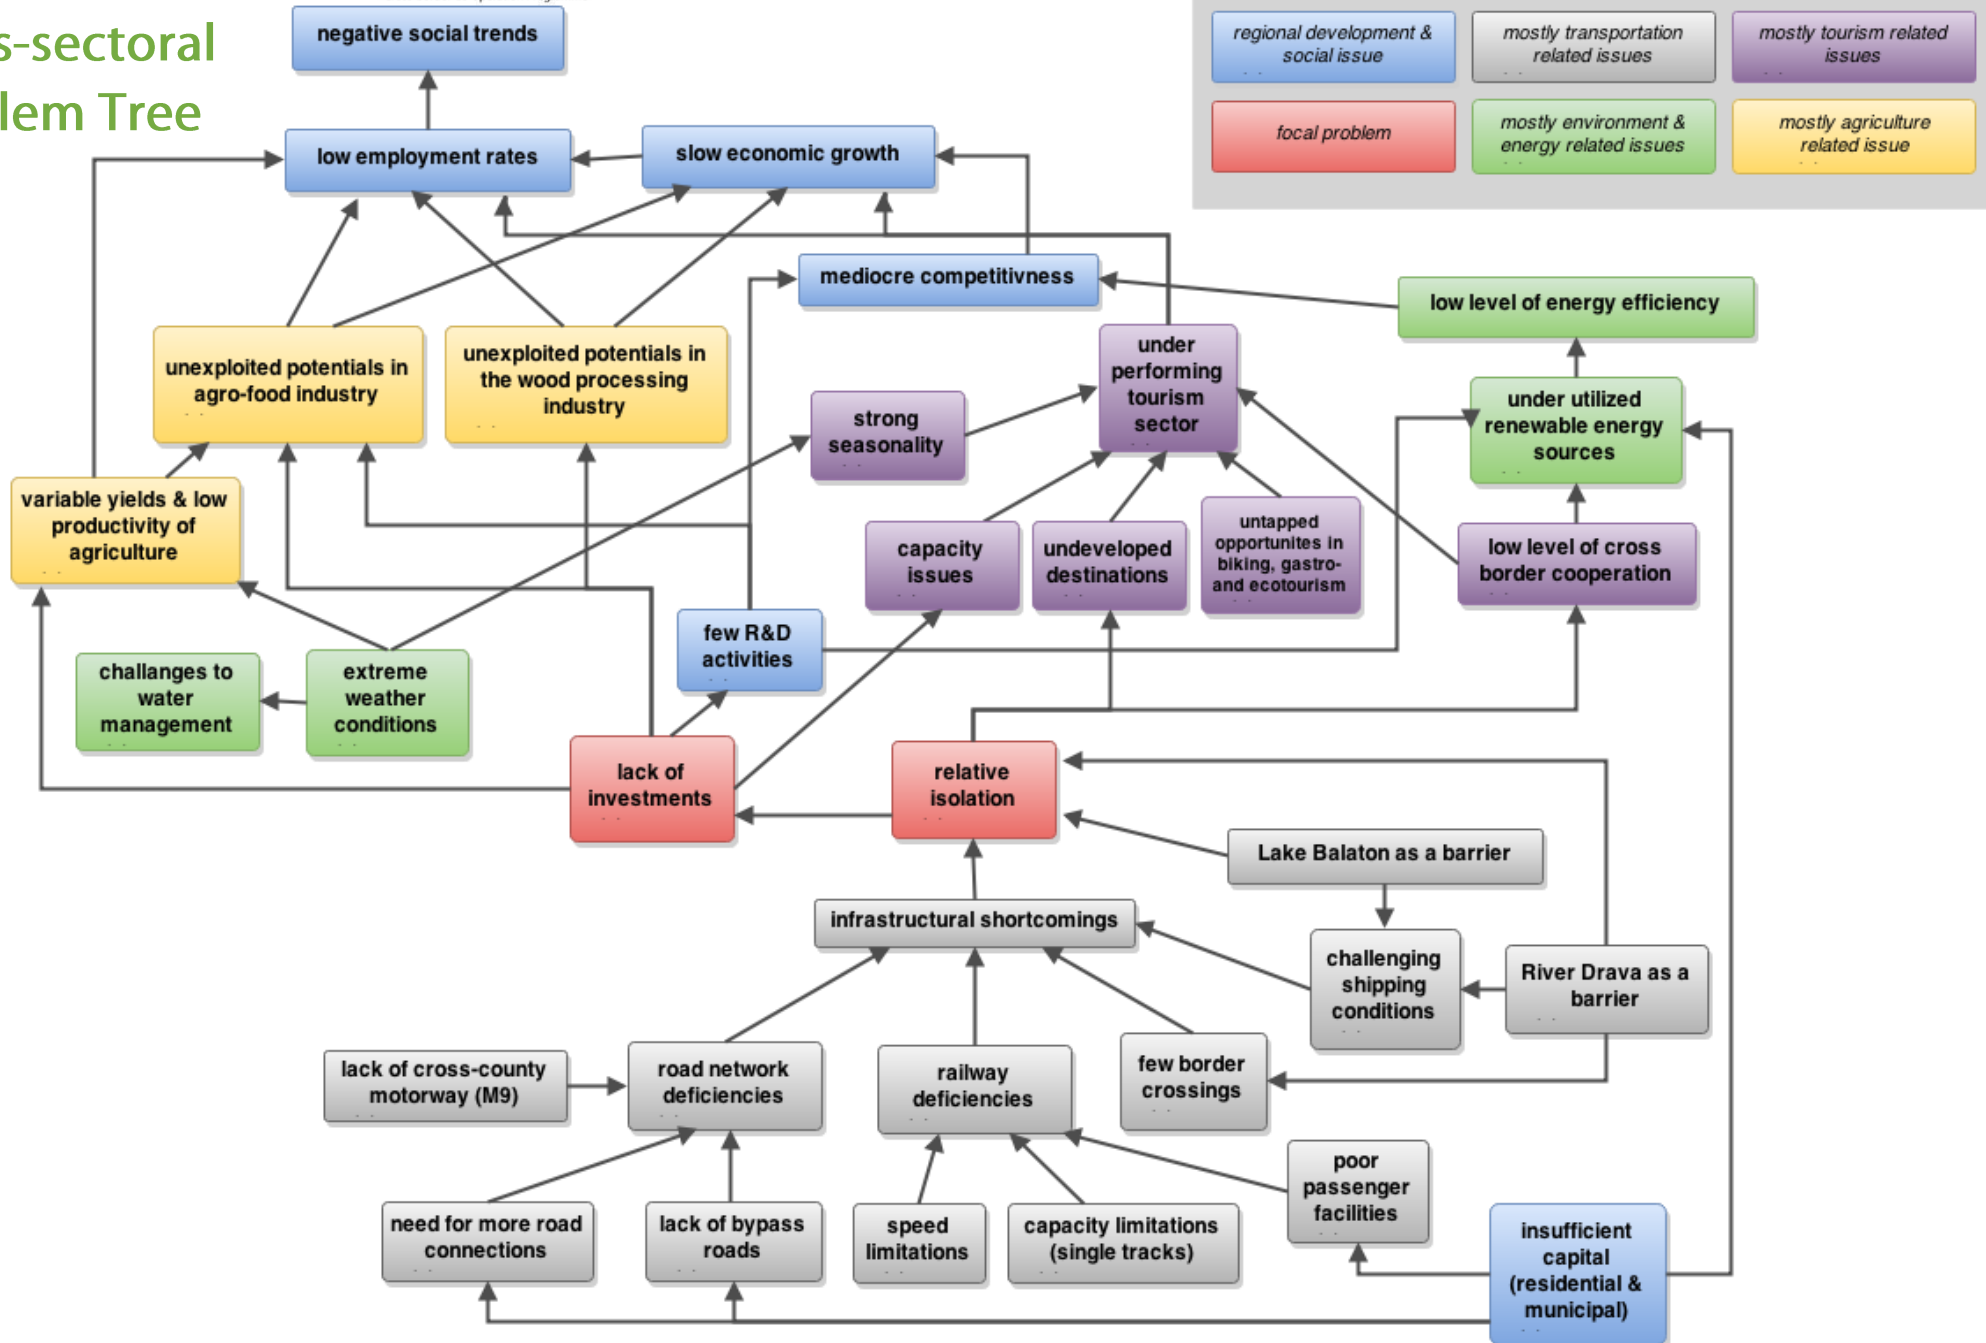 s-sectoral
lem Tree
regional development &
social issue
mostly transportation
related issues
mostly tourism related
issues
focal problem
mostly environment &
energy related issues
mostly agriculture
related issue
negative social trends
low employment rates
slow economic growth
mediocre competitivness
low level of energy efficiency
unexploited potentials in
agro-food industry
unexploited potentials in
the wood processing
industry
strong
seasonality
under
performing
tourism
sector
under utilized
renewable energy
sources
variable yields & low
productivity of
agriculture
capacity
issues
undeveloped
destinations
untapped
opportunites in
biking, gastro-
and ecotourism
low level of cross
border cooperation
few R&D
activities
challanges to
water
management
extreme
weather
conditions
lack of
investments
relative
isolation
Lake Balaton as a barrier
infrastructural shortcomings
challenging
shipping
conditions
River Drava as a
barrier
lack of cross-county
motorway (M9)
road network
deficiencies
railway
deficiencies
few border
crossings
poor
passenger
facilities
need for more road
connections
lack of bypass
roads
speed
limitations
capacity limitations
(single tracks)
insufficient
capital
(residential &
municipal)